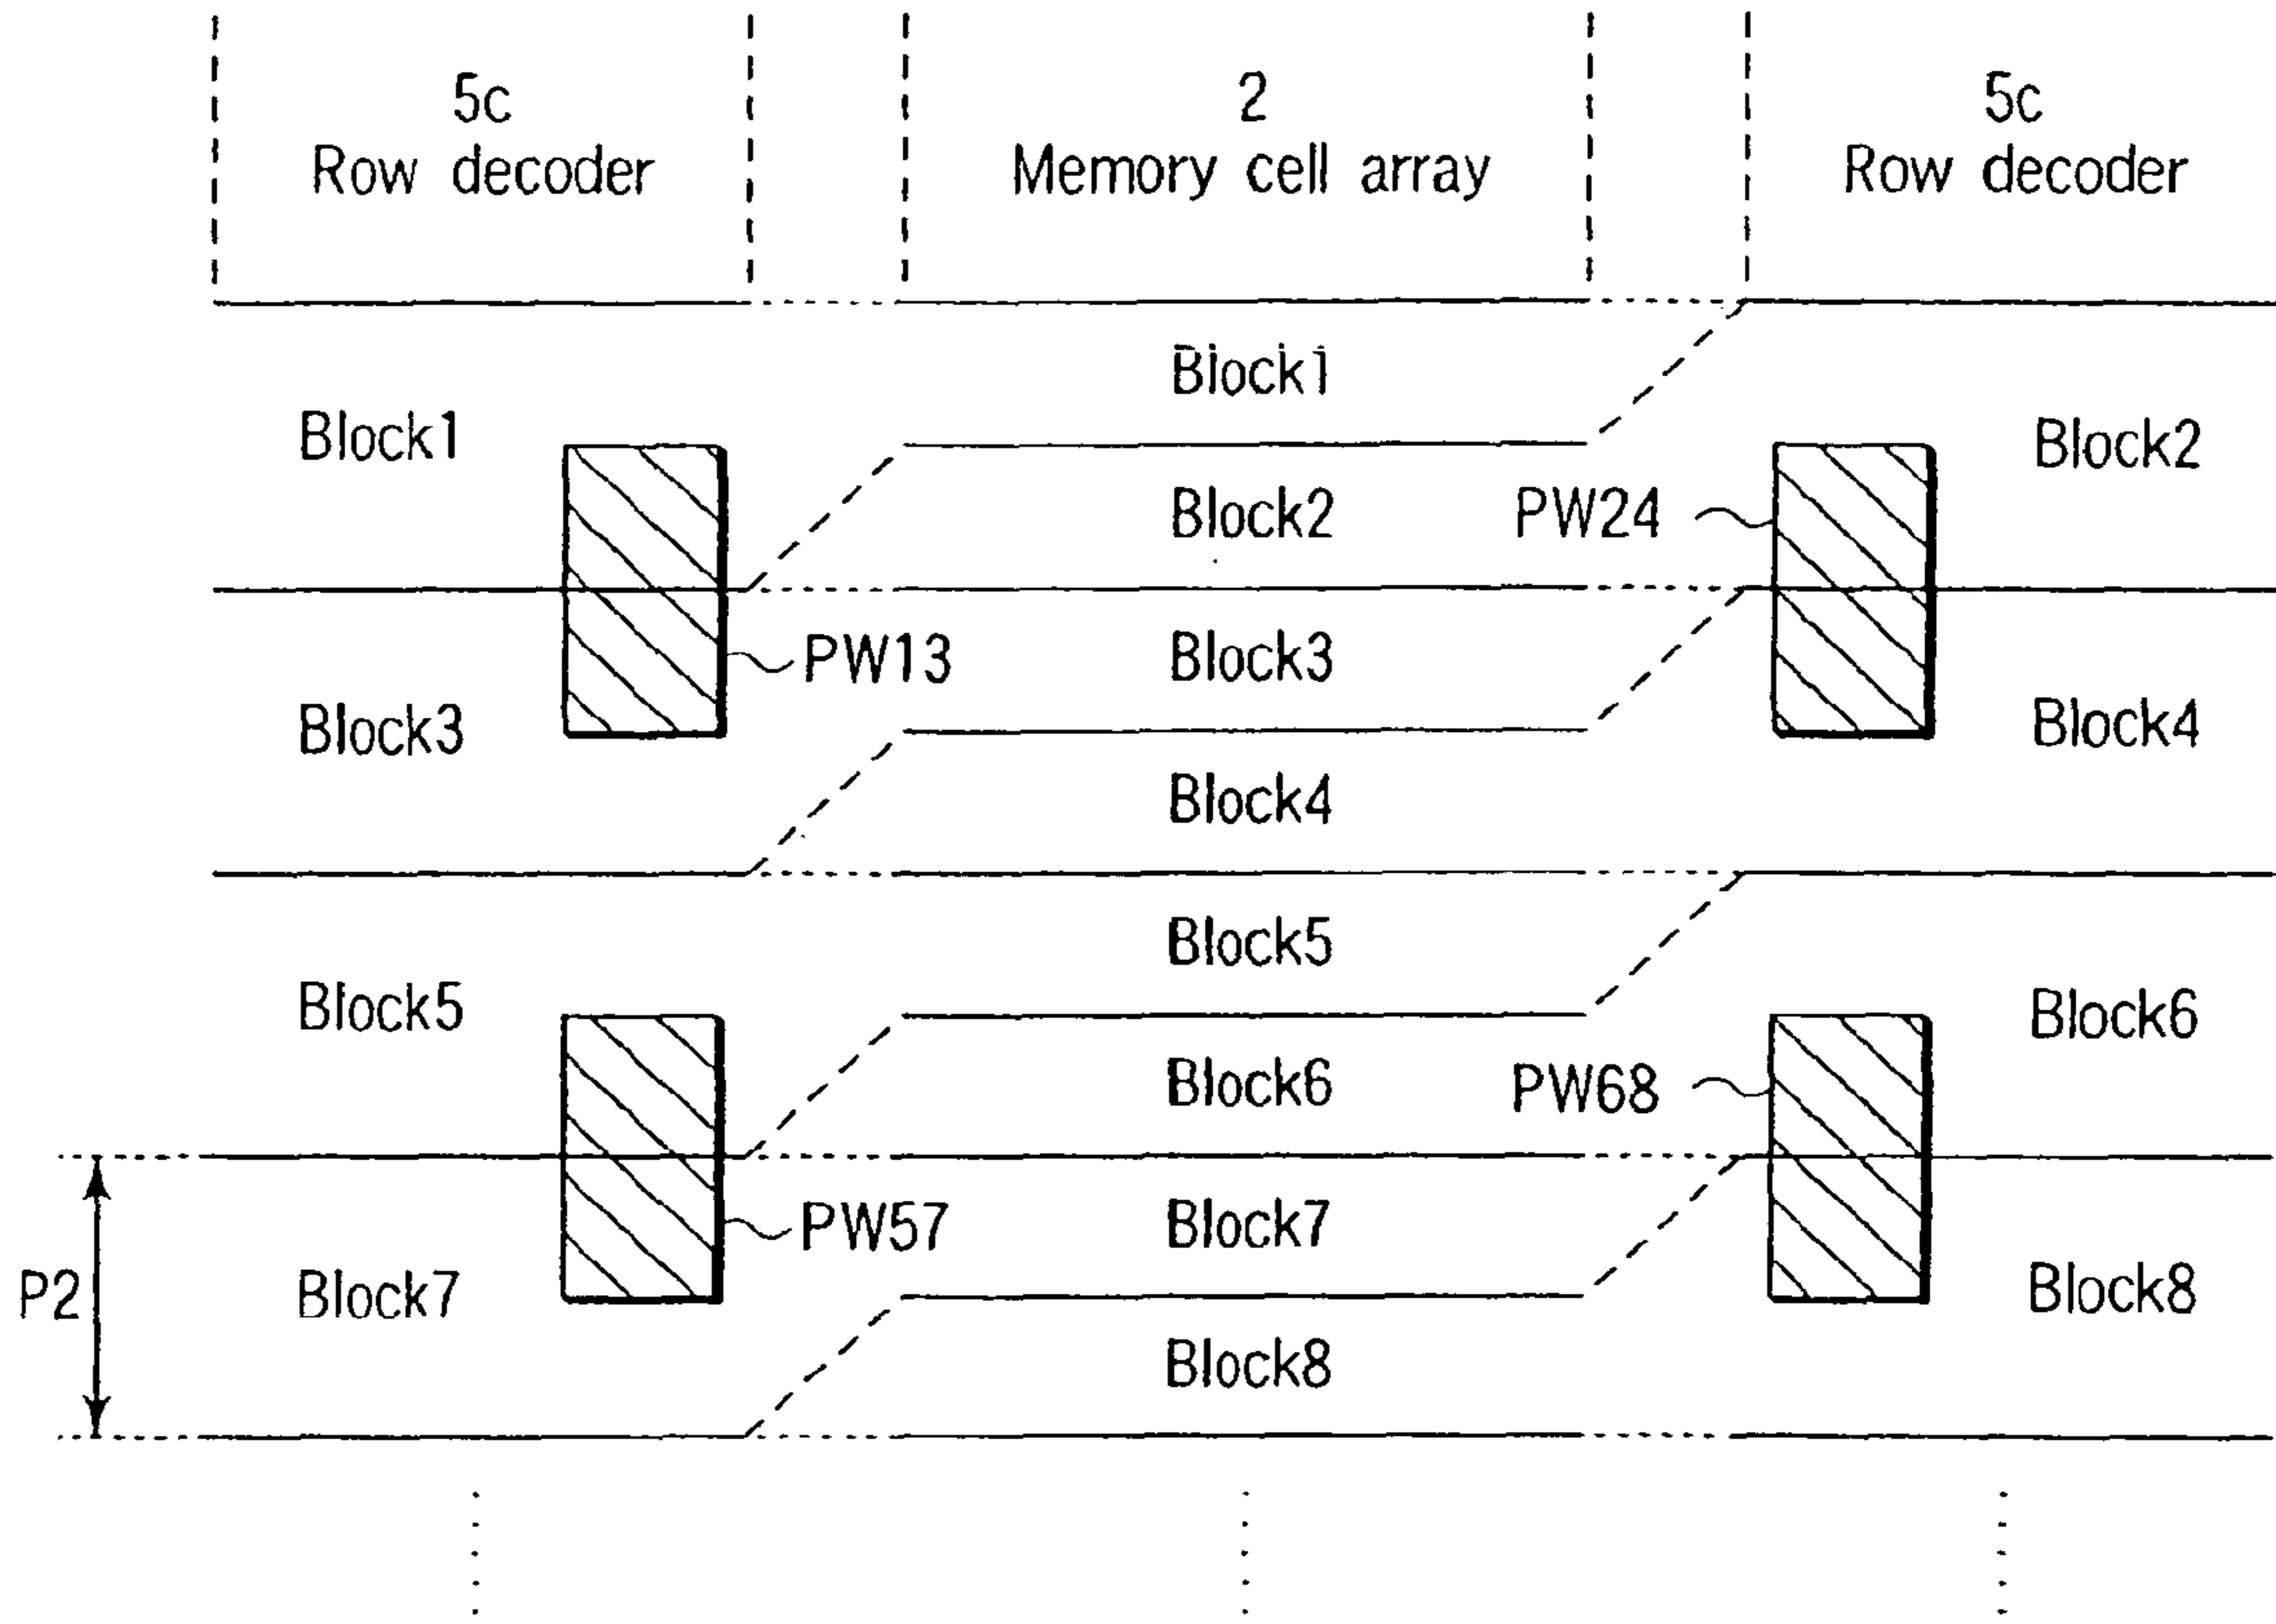 5c
Row decoder
2
Memory cell array
5c
Row decoder
Block1
Block1
Block2
Block2
PW24
PW13
Block3
Block3
Block4
Block4
Block5
Block5
Block6
Block6
PW68
PW57
Block7
P2
Block7
Block8
Block8